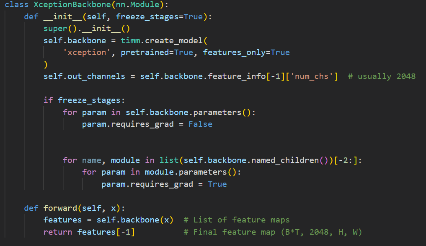 class XceptionBackbone(nn.Module):
    def __init__(self, freeze_stages=True):
        super().__init__()
        self.backbone = timm.create_model(
            'xception', pretrained=True, features_only=True
        )
        self.out_channels = self.backbone.feature_info[-1]['num_chs']  # usually 2048
        if freeze_stages:
            for param in self.backbone.parameters():
                param.requires_grad = False
            for name, module in list(self.backbone.named_children())[-2:]:
                for param in module.parameters():
                    param.requires_grad = True
    def forward(self, x):
        features = self.backbone(x)  # List of feature maps
        return features[-1]          # Final feature map (B*T, 2048, H, W)